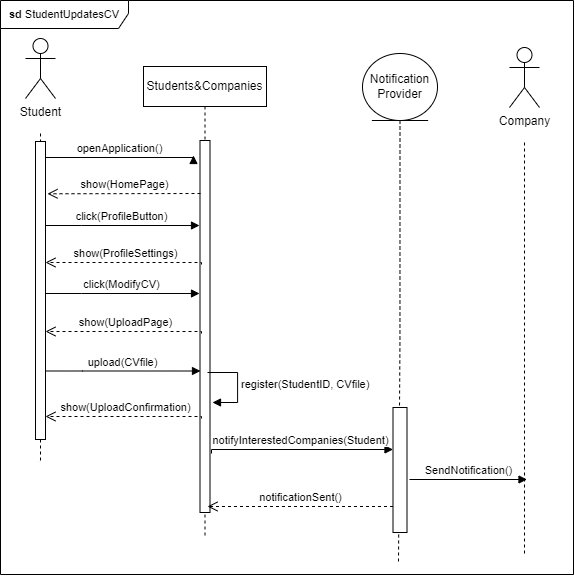 sd StudentUpdatesCV
Student
Students&Companies
Notification
Provider
Company
openApplication()
show(HomePage)
click(ProfileButton)
show(ProfileSettings)
click(ModifyCV)
show(UploadPage)
upload(CVfile)
register(StudentID, CVfile)
show(UploadConfirmation)
notifyInterestedCompanies(Student)
SendNotification()
notificationSent()